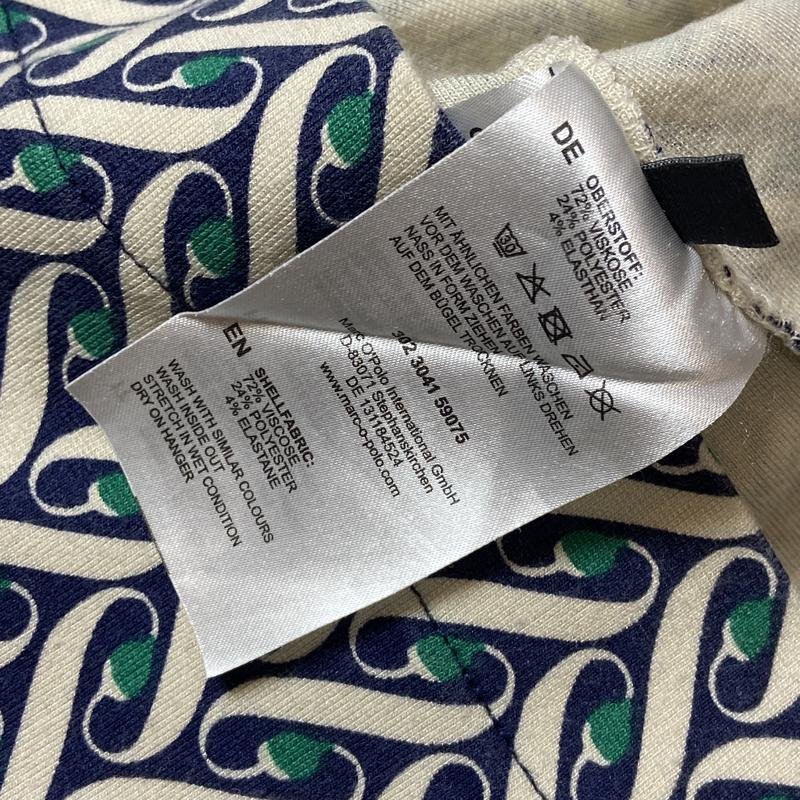 DE
OBERSTOFF:
72% VISKOSE
24% POLYESTER
4% ELASTHAN
30
MIT ÄHNLICHEN FARBEN WASCHEN
VOR DEM WASCHEN AUF LINKS DREHEN
NASS IN FORM ZIEHEN
AUF DEM BÜGEL TROCKNEN
302 3041 59075
Marc O'Polo International GmbH
D-83071 Stephanskirchen
DE 131184524
www.marc-o-polo.com
EN
SHELLFABRIC:
72% VISCOSE
24% POLYESTER
4% ELASTANE
WASH WITH SIMILAR COLOURS
WASH INSIDE OUT
STRETCH IN WET CONDITION
DRY ON HANGER